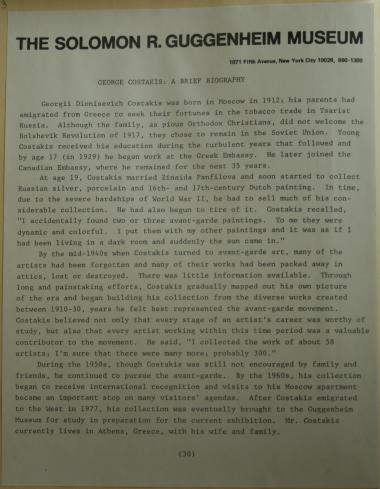 THE SOLOMON R. GUGGENHEIM MUSEUM
1071 Fifth Avenue, New York City 10028, 860-1300
GEORGE COSTAKIS: A BRIEF BIOGRAPHY
Georgii Dionisevich Costakis was born in Moscow in 1912; his parents had
emigrated from Greece to seek their fortunes in the tobacco trade in Tsarist
Russia. Although the family, as pious Orthodox Christians, did not welcome the
Bolshevik Revolution of 1917, they chose to remain in the Soviet Union. Young
Costakis received his education during the turbulent years that followed and
by age 17 (in 1929) he began work at the Greek Embassy. He later joined the
Canadian Embassy, where he remained for the next 35 years.
At age 19, Costakis married Zinaida Panfilova and soon started to collect
Russian silver, porcelain and 16th- and 17th-century Dutch painting. In time,
due to the severe hardships of World War II, he had to sell much of his con-
siderable collection. He had also begun to tire of it. Costakis recalled,
"I accidentally found two or three avant-garde paintings. To me they were
dynamic and colorful. I put them with my other paintings and it was as if I
had been living in a dark room and suddenly the sun came in."
By the mid-1940s when Costakis turned to avant-garde art, many of the
artists had been forgotten and many of their works had been packed away in
attics, lost or destroyed. There was little information available. Through
long and painstaking efforts, Costakis gradually mapped out his own picture
of the era and began building his collection from the diverse works created
between 1910-30, years he felt best represented the avant-garde movement.
Costakis believed not only that every stage of an artist's career was worthy of
study, but also that every artist working within this time period was a valuable
contributor to the movement. He said, "I collected the work of about 58
artists; I'm sure that there were many more; probably 300."
During the 1950s, though Costakis was still not encouraged by family and
friends, he continued to pursue the avant-garde. By the 1960s, his collection
began to receive international recognition and visits to his Moscow apartment
became an important stop on many visitors' agendas. After Costakis emigrated
to the West in 1977, his collection was eventually brought to the Guggenheim
Museum for study in preparation for the current exhibition. Mr. Costakis
currently lives in Athens, Greece, with his wife and family.
(30)